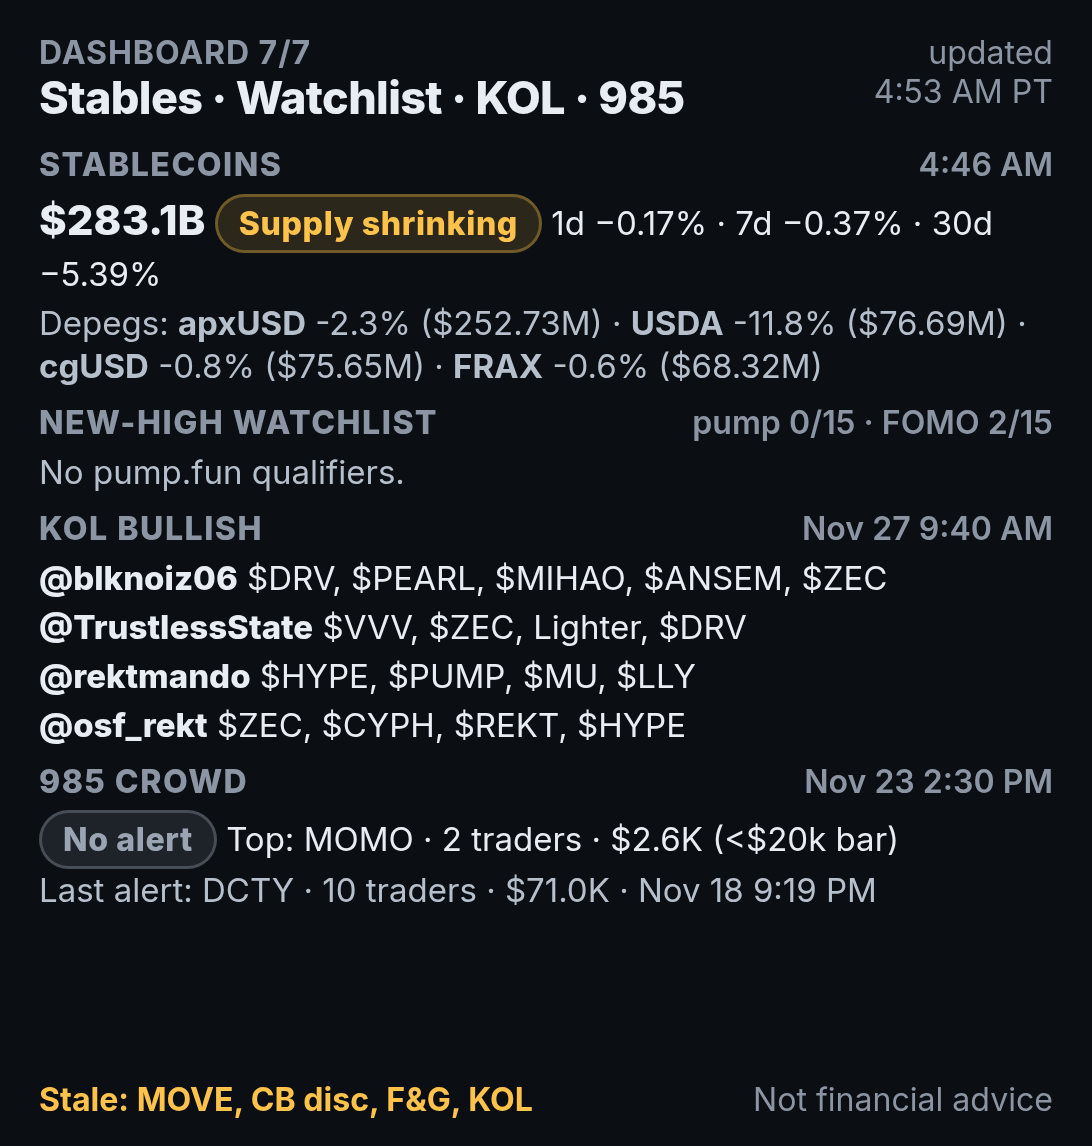 DASHBOARD 7/7
updated
4:53 AM PT
Stables · Watchlist · KOL · 985
STABLECOINS 4:46 AM
$283.1B Supply shrinking 1d −0.17% · 7d −0.37% · 30d
−5.39%
Depegs: apxUSD -2.3% ($252.73M) · USDA -11.8% ($76.69M) ·
cgUSD -0.8% ($75.65M) · FRAX -0.6% ($68.32M)
NEW-HIGH WATCHLIST pump 0/15 · FOMO 2/15
No pump.fun qualifiers.
KOL BULLISH Nov 27 9:40 AM
@blknoiz06 $DRV, $PEARL, $MIHAO, $ANSEM, $ZEC
@TrustlessState $VVV, $ZEC, Lighter, $DRV
@rektmando $HYPE, $PUMP, $MU, $LLY
@osf_rekt $ZEC, $CYPH, $REKT, $HYPE
985 CROWD Nov 23 2:30 PM
No alert Top: MOMO · 2 traders · $2.6K (<$20k bar)
Last alert: DCTY · 10 traders · $71.0K · Nov 18 9:19 PM
Stale: MOVE, CB disc, F&G, KOL Not financial advice